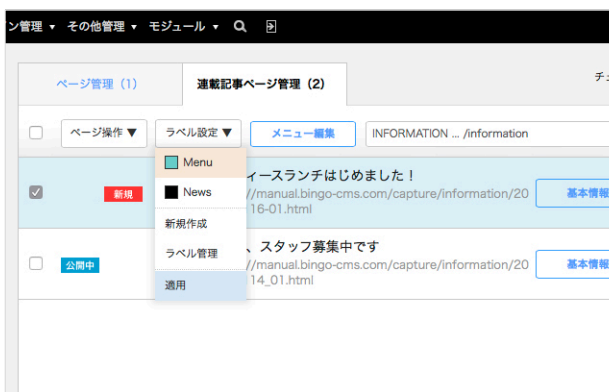 ン管理 ▼ その他管理 ▼ モジュール ▼
ページ管理（1）
連載記事ページ管理（2）
ページ操作 ▼
ラベル設定 ▼
メニュー編集
INFORMATION ... /information
Menu
News
新規作成
ラベル管理
適用
新規
ィースランチはじめました！
//manual.bingo-cms.com/capture/information/20
16-01.html
基本情報
公開中
、スタッフ募集中です
//manual.bingo-cms.com/capture/information/20
14_01.html
基本情報